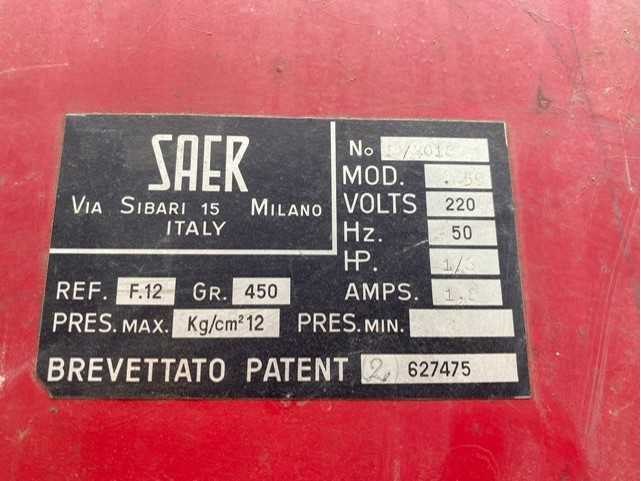 SAER
VIA SIBARI 15 MILANO
ITALY
No
MOD.
VOLTS 220
Hz. 50
HP.
AMPS.
REF. F.12 GR. 450
PRES. MAX. Kg/cm² 12 PRES. MIN.
BREVETTATO PATENT (2) 627475